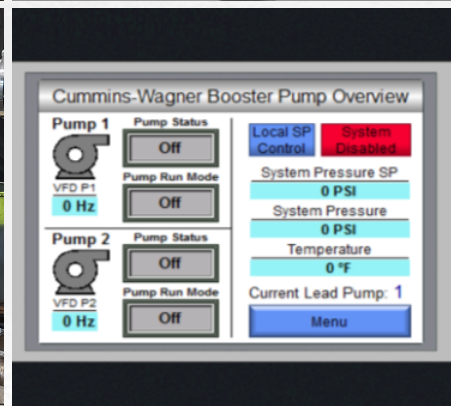 Cummins-Wagner Booster Pump Overview
Pump 1
Pump Status
Off
Pump Run Mode
Off
VFD P1
0 Hz
Pump 2
Pump Status
Off
Pump Run Mode
Off
VFD P2
0 Hz
Local SP
Control
System
Disabled
System Pressure SP
0 PSI
System Pressure
0 PSI
Temperature
0 °F
Current Lead Pump: 1
Menu